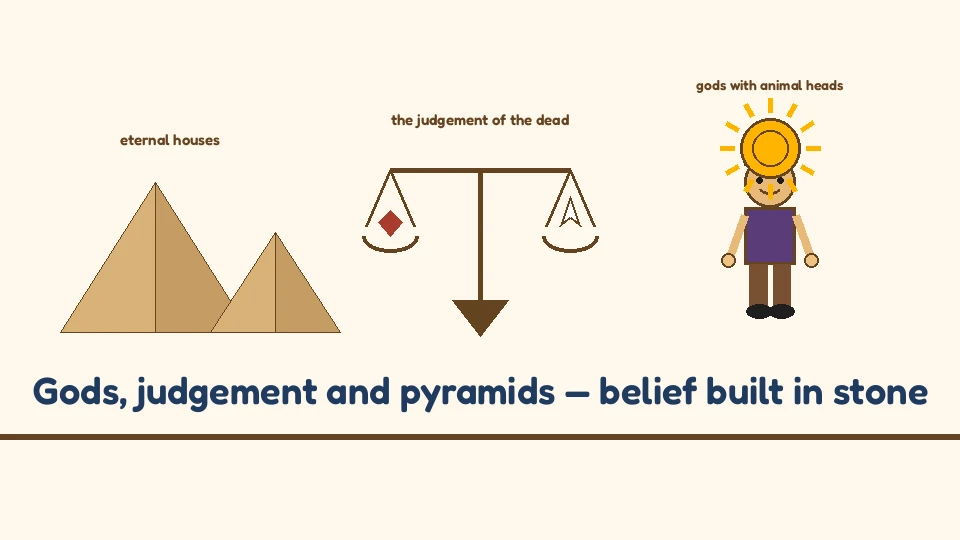 gods with animal heads
the judgement of the dead
eternal houses
Gods, judgement and pyramids — belief built in stone